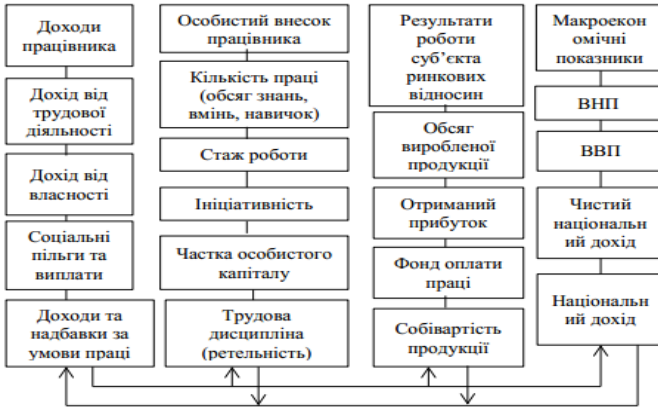 Доходи
працівника
Дохід від
трудової
діяльності
Дохід від
власності
Соціальні
пільги та
виплати
Доходи та
надбавки за
умови праці
Особистий внесок
працівника
Кількість праці
(обсяг знань,
вмінь, навичок)
Стаж роботи
Ініціативність
Частка особистого
капіталу
Трудова
дисципліна
(ретельність)
Результати
роботи
суб’єкта
ринкових
відносин
Обсяг
виробленої
продукції
Отриманий
прибуток
Фонд оплати
праці
Собівартість
продукції
Макроекон
омічні
показники
ВНП
ВВП
Чистий
національн
ий дохід
Національн
ий дохід